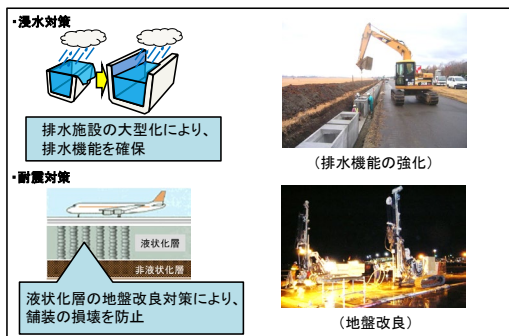 ・浸水対策
排水施設の大型化により、
排水機能を確保
（排水機能の強化）
・耐震対策
液状化層
非液状化層
液状化層の地盤改良対策により、
舗装の損壊を防止
（地盤改良）